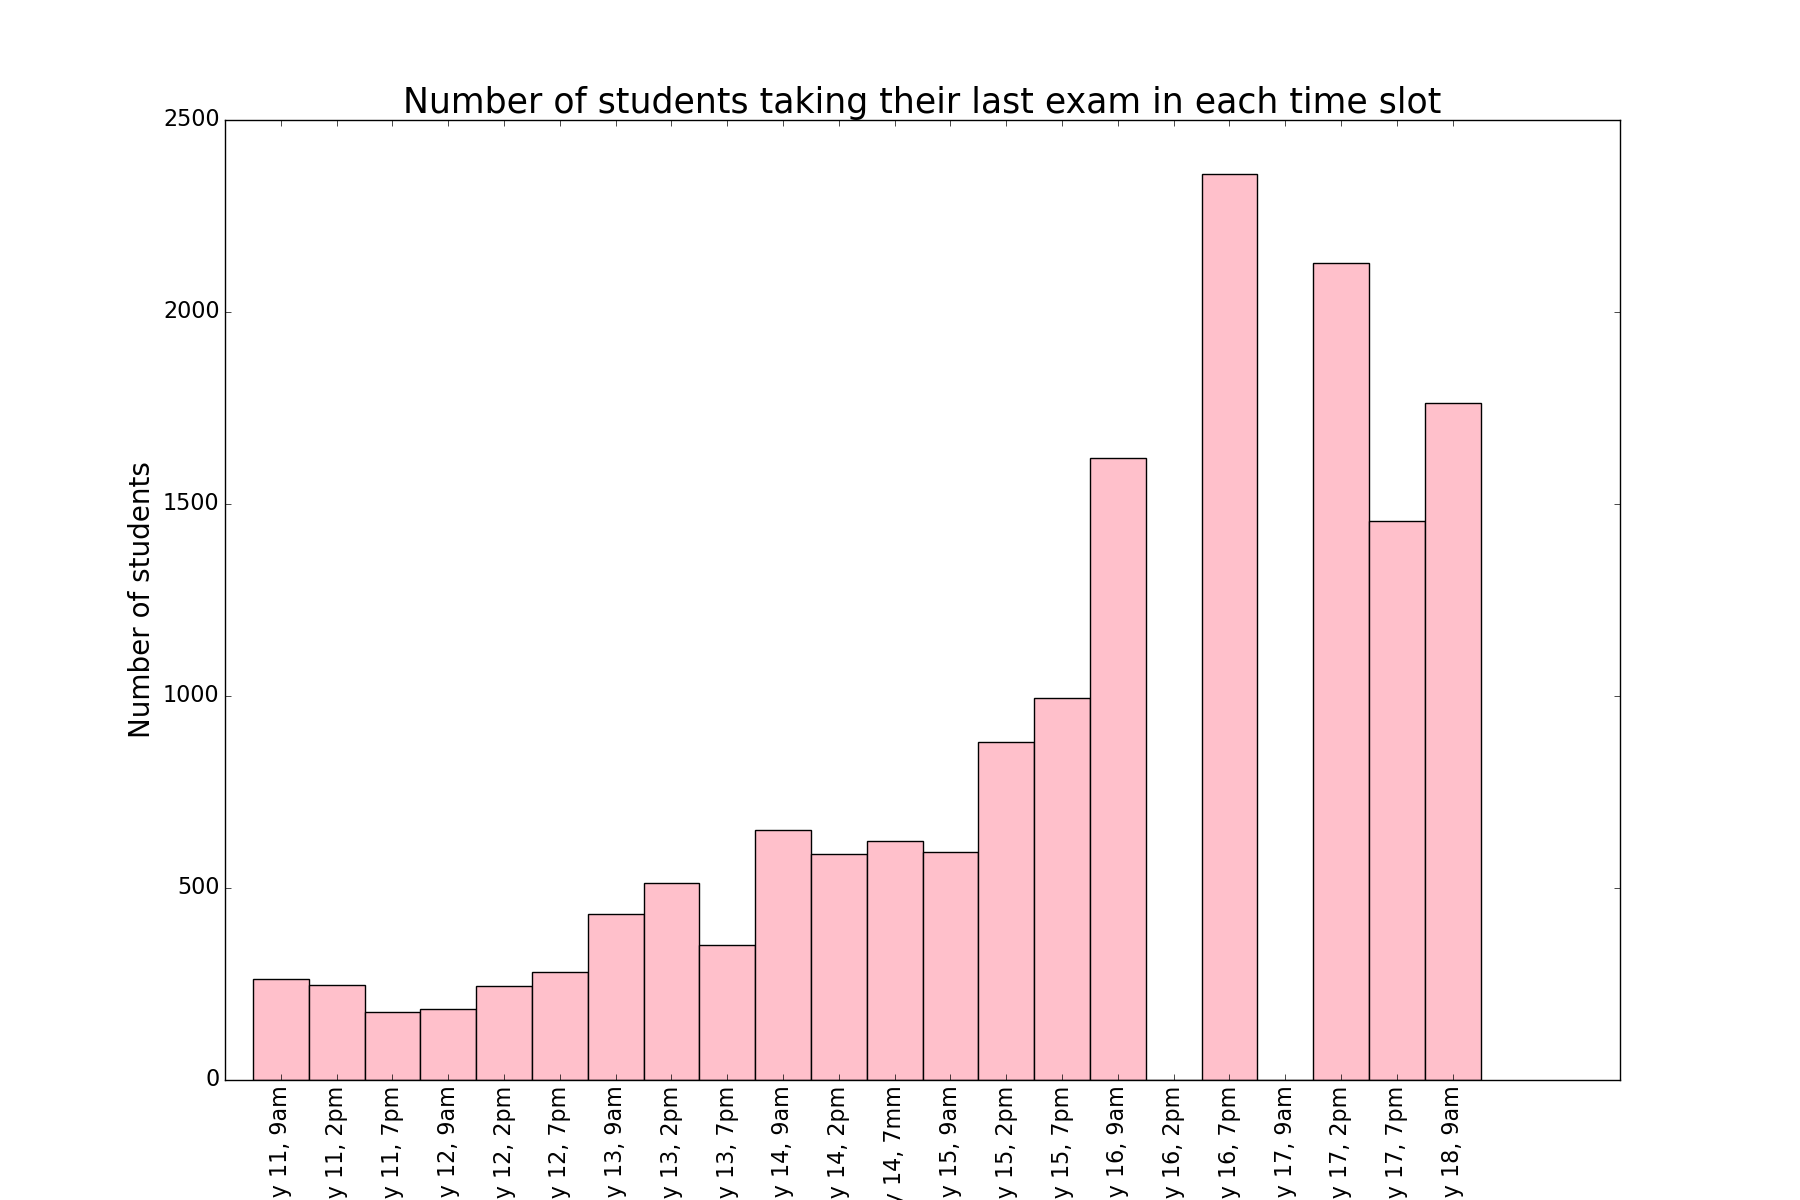 Number of students taking their last exam in each time slot
Number of students
2500
2000
1500
1000
500
0
y 11, 9am
y 11, 2pm
y 11, 7pm
y 12, 9am
y 12, 2pm
y 12, 7pm
y 13, 9am
y 13, 2pm
y 13, 7pm
y 14, 9am
y 14, 2pm
y 14, 7mm
y 15, 9am
y 15, 2pm
y 15, 7pm
y 16, 9am
y 16, 2pm
y 16, 7pm
y 17, 9am
y 17, 2pm
y 17, 7pm
y 18, 9am